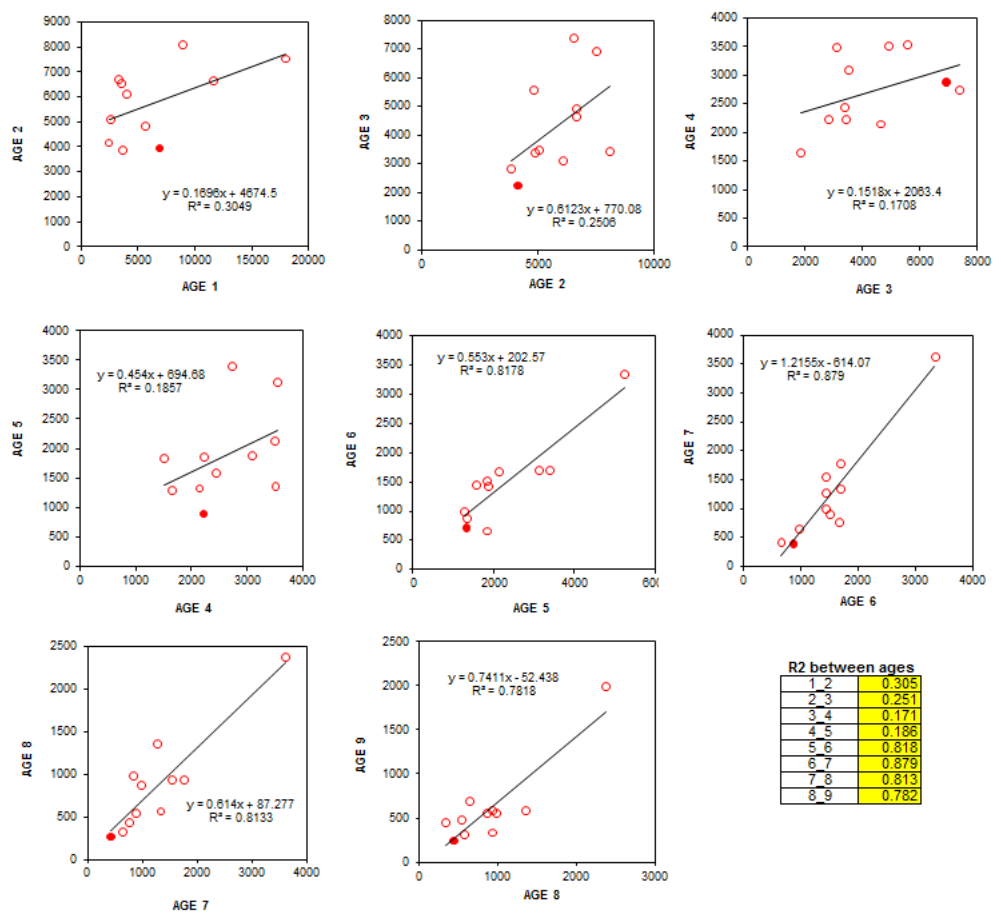 9000
8000
7000
6000
5000
4000
3000
2000
1000
0
AGE 2
y = 0.1696x + 4674.5
R² = 0.3049
0 5000 10000 15000 20000
AGE 1
8000
7000
6000
5000
4000
3000
2000
1000
0
AGE 3
y = 0.6123x + 770.08
R² = 0.2506
0 5000 10000
AGE 2
4000
3500
3000
2500
2000
1500
1000
500
0
AGE 4
y = 0.1518x + 2063.4
R² = 0.1708
0 2000 4000 6000 8000
AGE 3
4000
3500
3000
2500
2000
1500
1000
500
0
AGE 5
y = 0.454x + 694.68
R² = 0.1857
0 1000 2000 3000 4000
AGE 4
4000
3500
3000
2500
2000
1500
1000
500
0
AGE 6
y = 0.553x + 202.57
R² = 0.8178
0 2000 4000 600
AGE 5
4000
3500
3000
2500
2000
1500
1000
500
0
AGE 7
y = 1.2155x - 614.07
R² = 0.879
0 1000 2000 3000 4000
AGE 6
2500
2000
1500
1000
500
0
AGE 8
y = 0.614x + 87.277
R² = 0.8133
0 1000 2000 3000 4000
AGE 7
2500
2000
1500
1000
500
0
AGE 9
y = 0.7411x - 52.438
R² = 0.7818
0 1000 2000 3000
AGE 8
R2 between ages
1_2 0.305
2_3 0.251
3_4 0.171
4_5 0.186
5_6 0.818
6_7 0.879
7_8 0.813
8_9 0.782